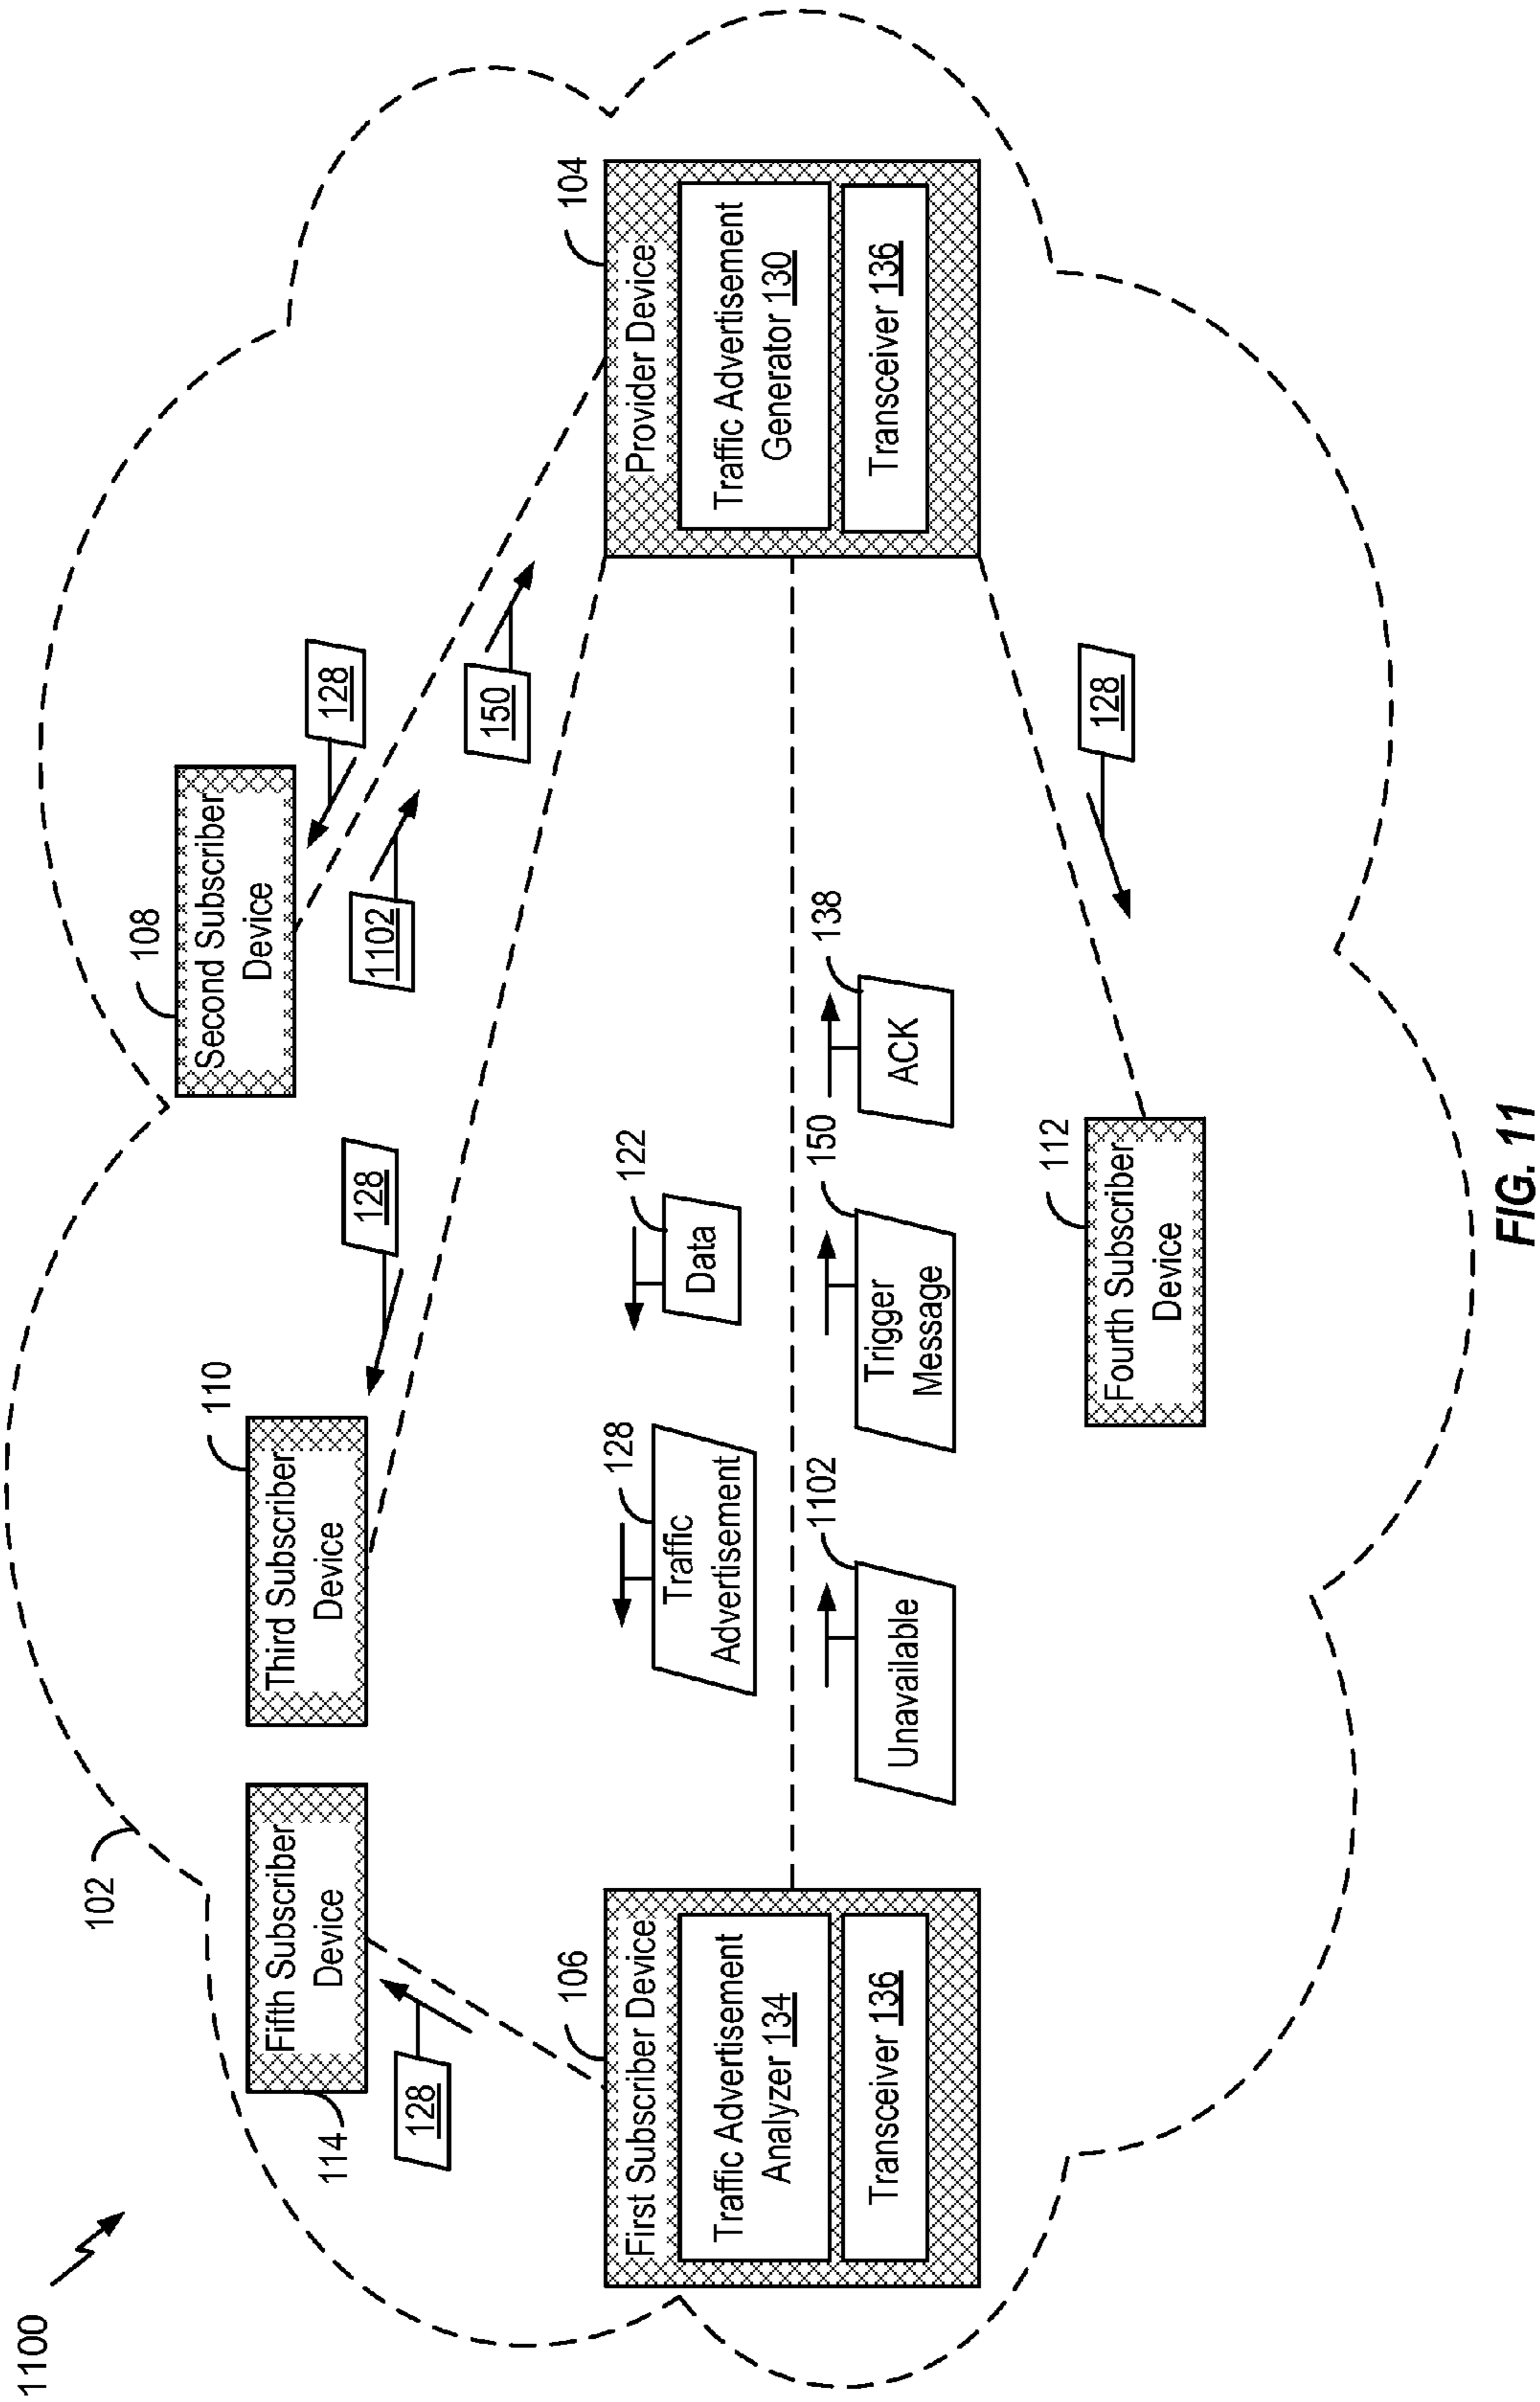 1100
102
114
Fifth Subscriber
Device
128
110
Third Subscriber
Device
128
108
Second Subscriber
Device
128
1102
150
106
First Subscriber Device
Traffic Advertisement
Analyzer 134
Transceiver 136
128
Traffic
Advertisement
122
Data
1102
Unavailable
150
Trigger
Message
138
ACK
104
Provider Device
Traffic Advertisement
Generator 130
Transceiver 136
112
Fourth Subscriber
Device
128
FIG. 11